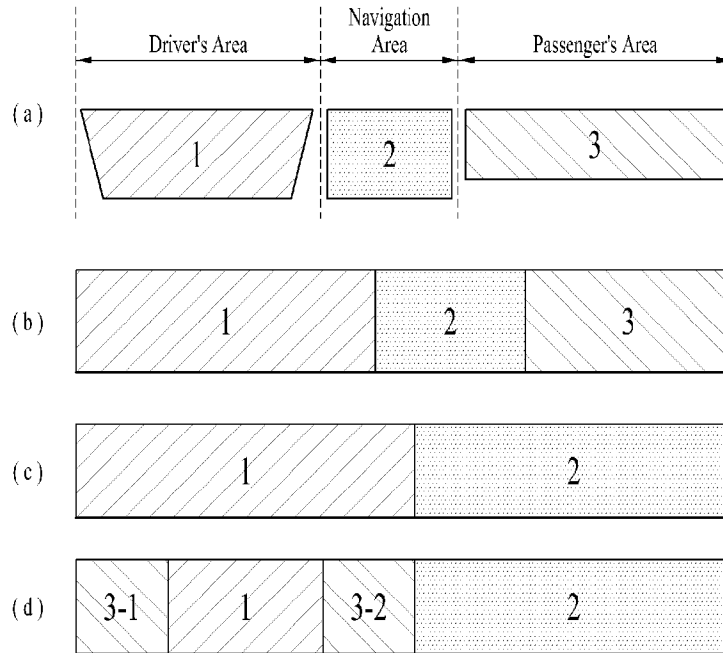 Driver's Area
Navigation
Area
Passenger's Area
(a)
1
2
3
(b)
1
2
3
(c)
1
2
(d)
3-1
1
3-2
2